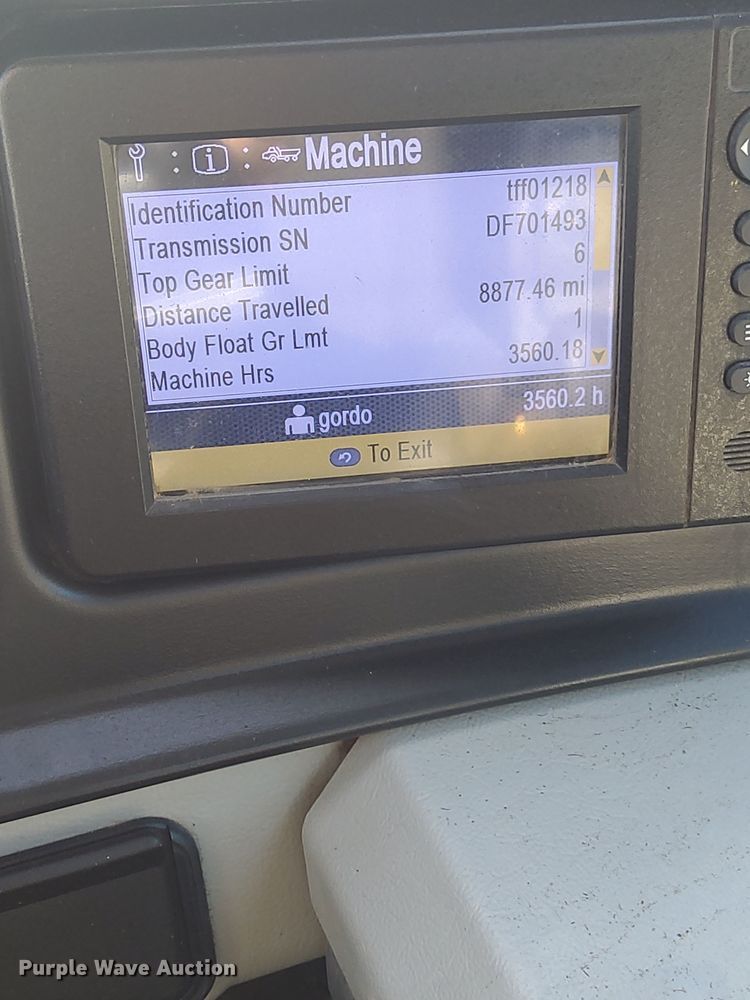 : i : Machine
Identification Number tff01218
Transmission SN DF701493
Top Gear Limit 6
Distance Travelled 8877.46 mi
Body Float Gr Lmt 1
Machine Hrs 3560.18
gordo 3560.2 h
To Exit
Purple Wave Auction